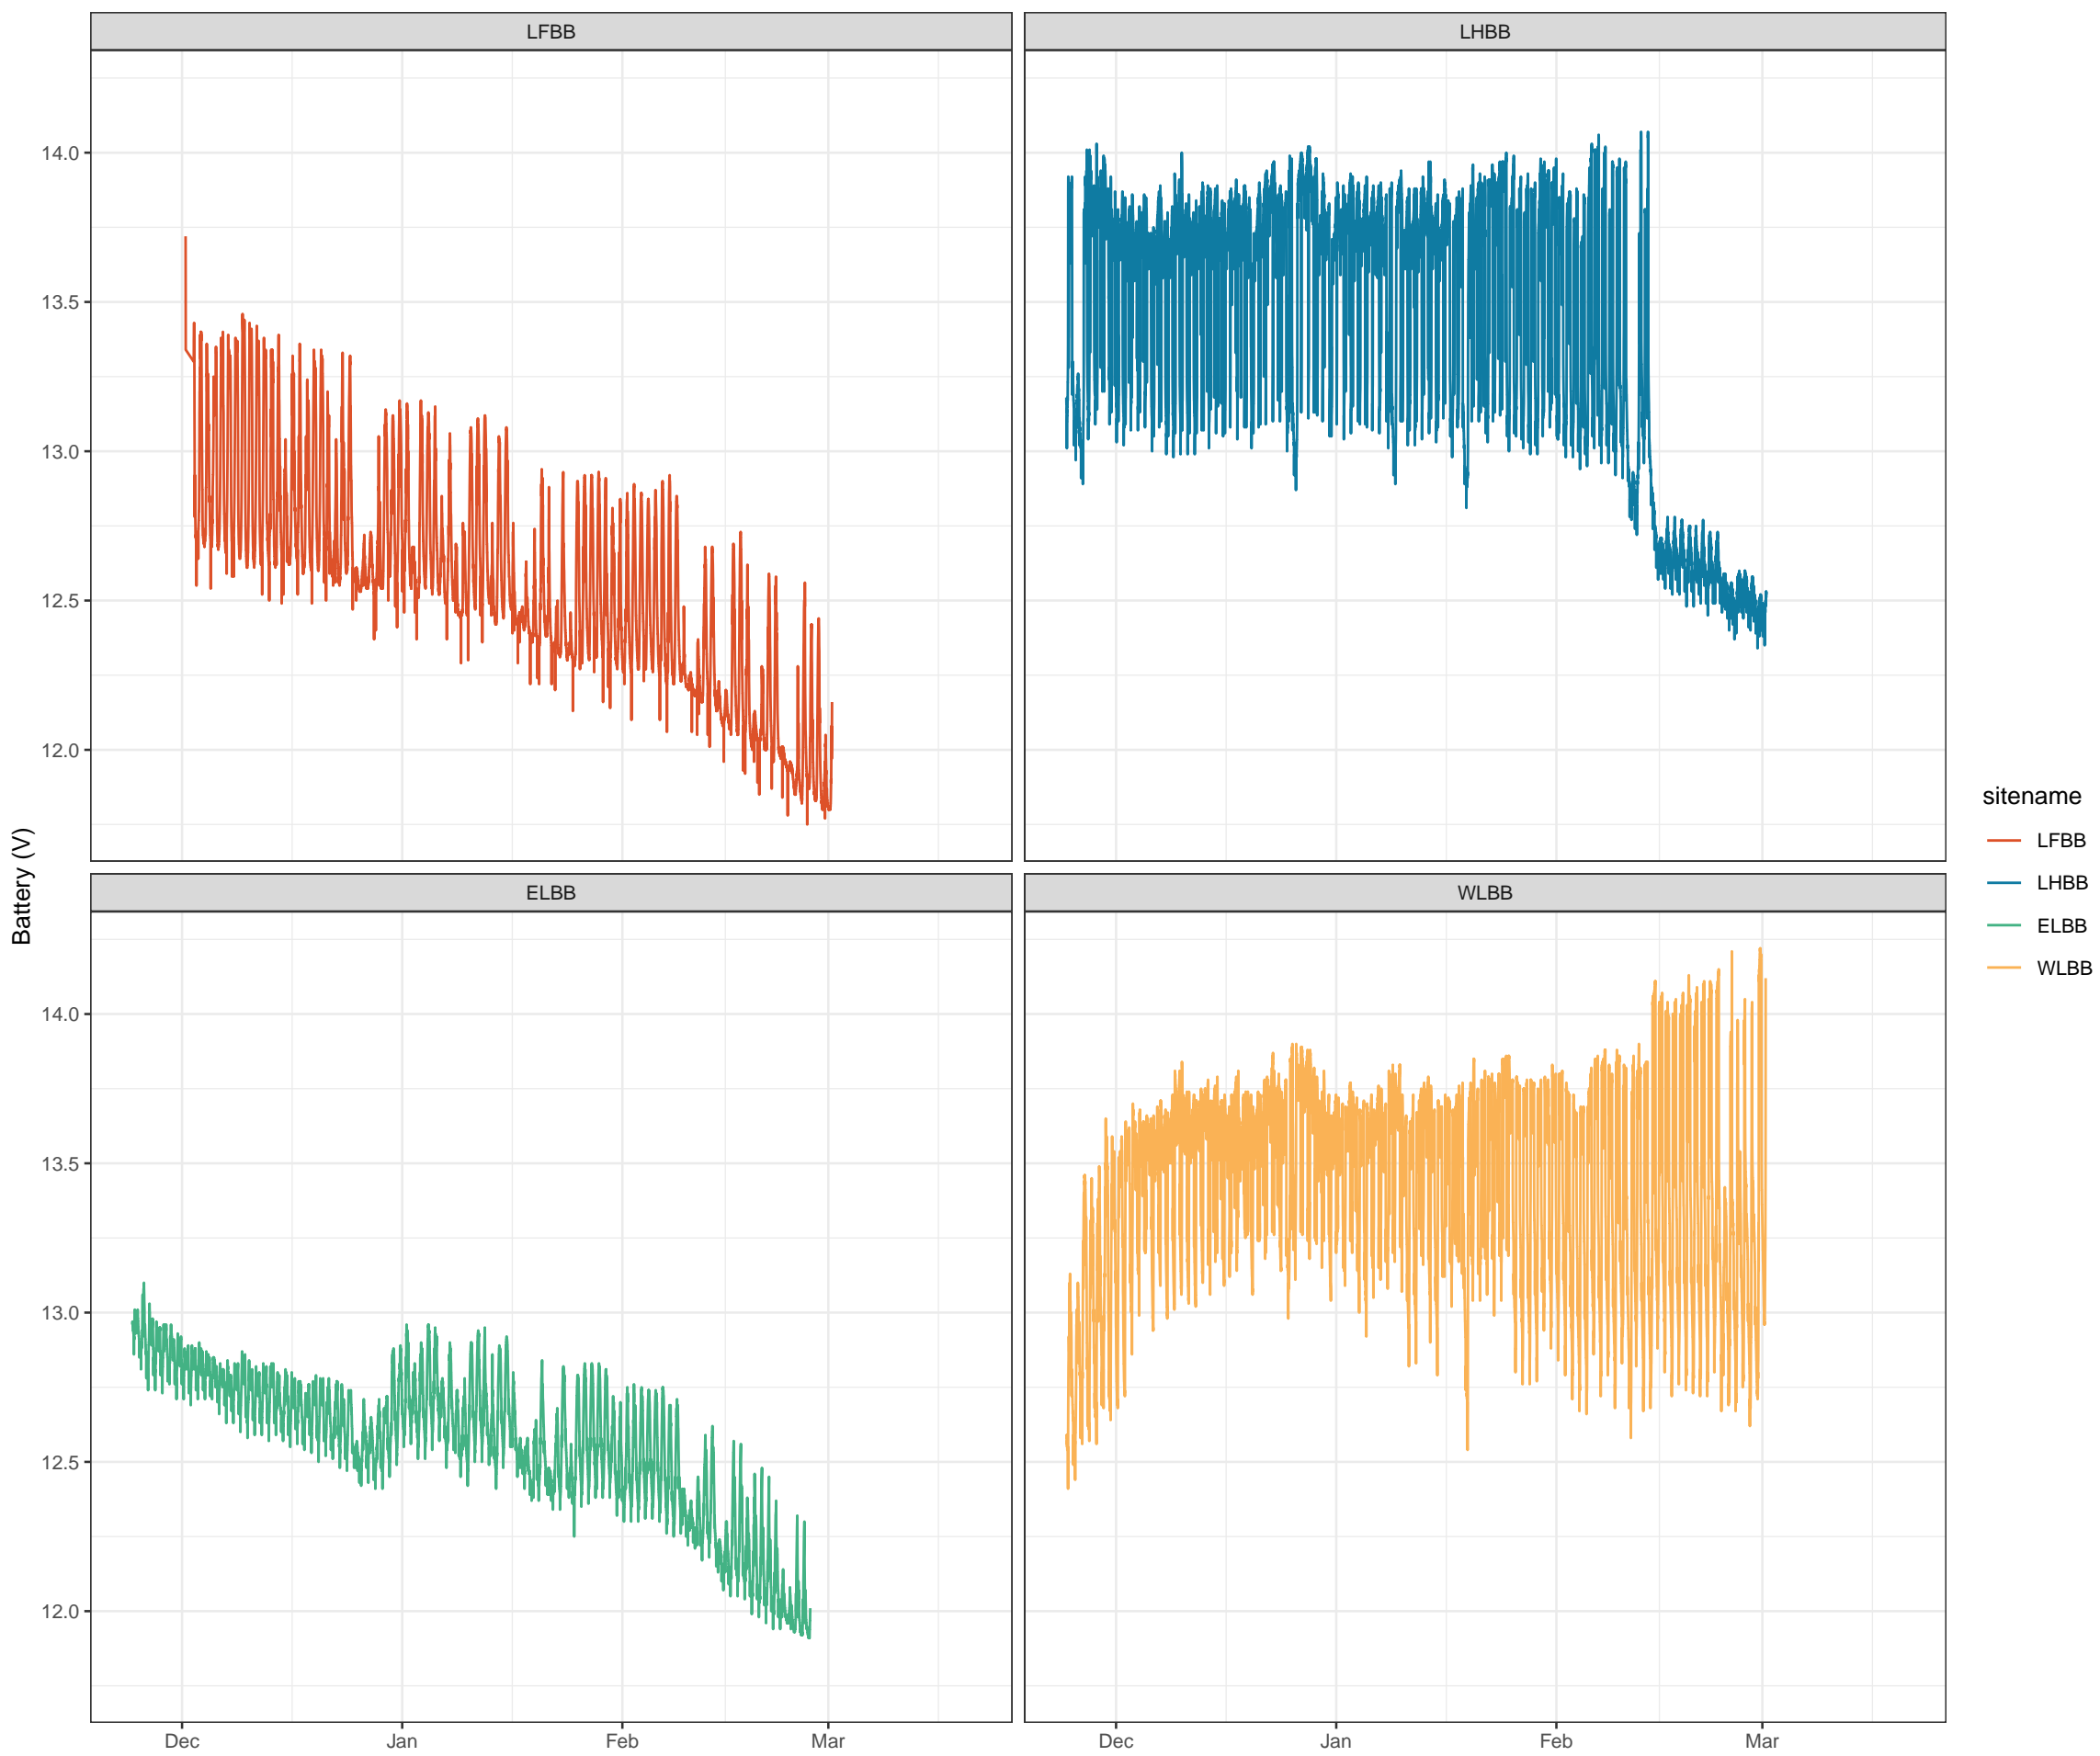 LFBB
LHBB
14.0
13.5
13.0
12.5
12.0
ELBB
WLBB
14.0
13.5
13.0
12.5
12.0
Dec
Jan
Feb
Mar
Dec
Jan
Feb
Mar
Battery (V)
sitename
LFBB
LHBB
ELBB
WLBB